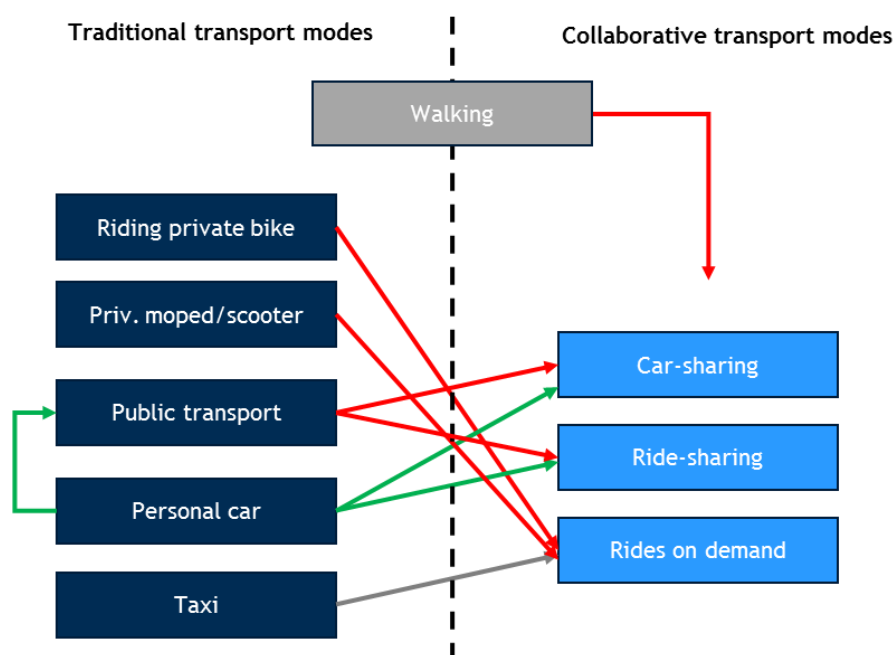 Traditional transport modes
Collaborative transport modes
Walking
Riding private bike
Priv. moped/scooter
Public transport
Personal car
Taxi
Car-sharing
Ride-sharing
Rides on demand